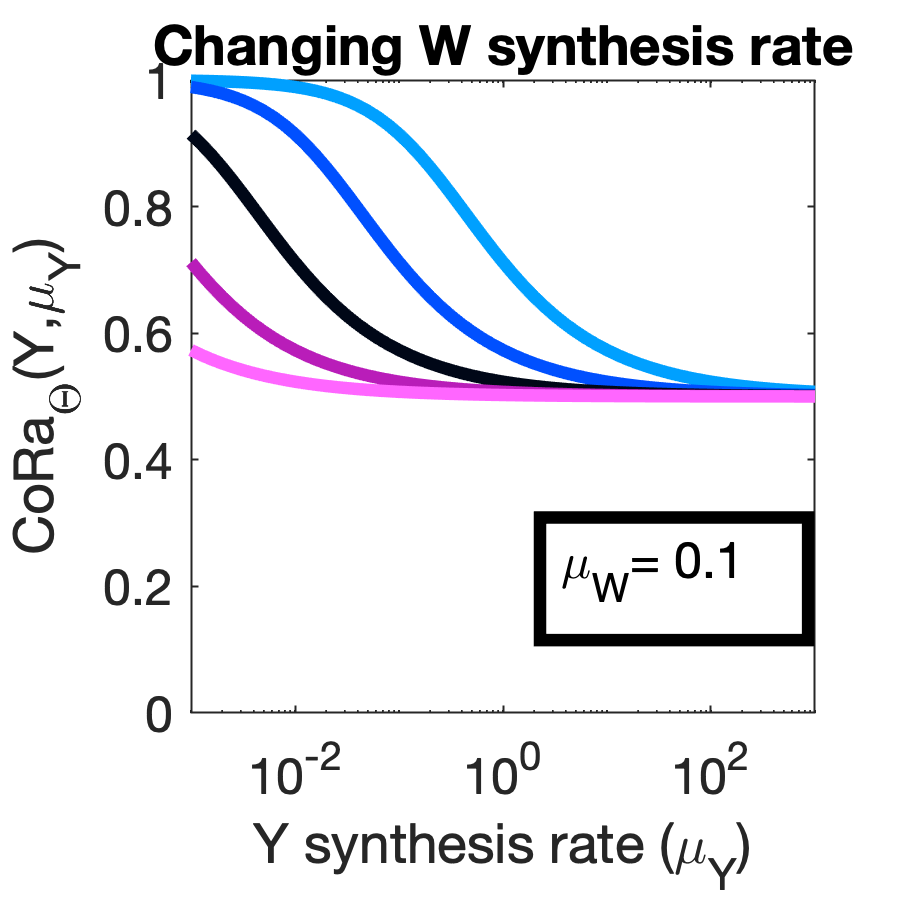 Changing W synthesis rate
CoRa_Θ(Y,μ_Y)
1
0.8
0.6
0.4
0.2
0
μ_W= 0.1
10^-2
10^0
10^2
Y synthesis rate (μ_Y)